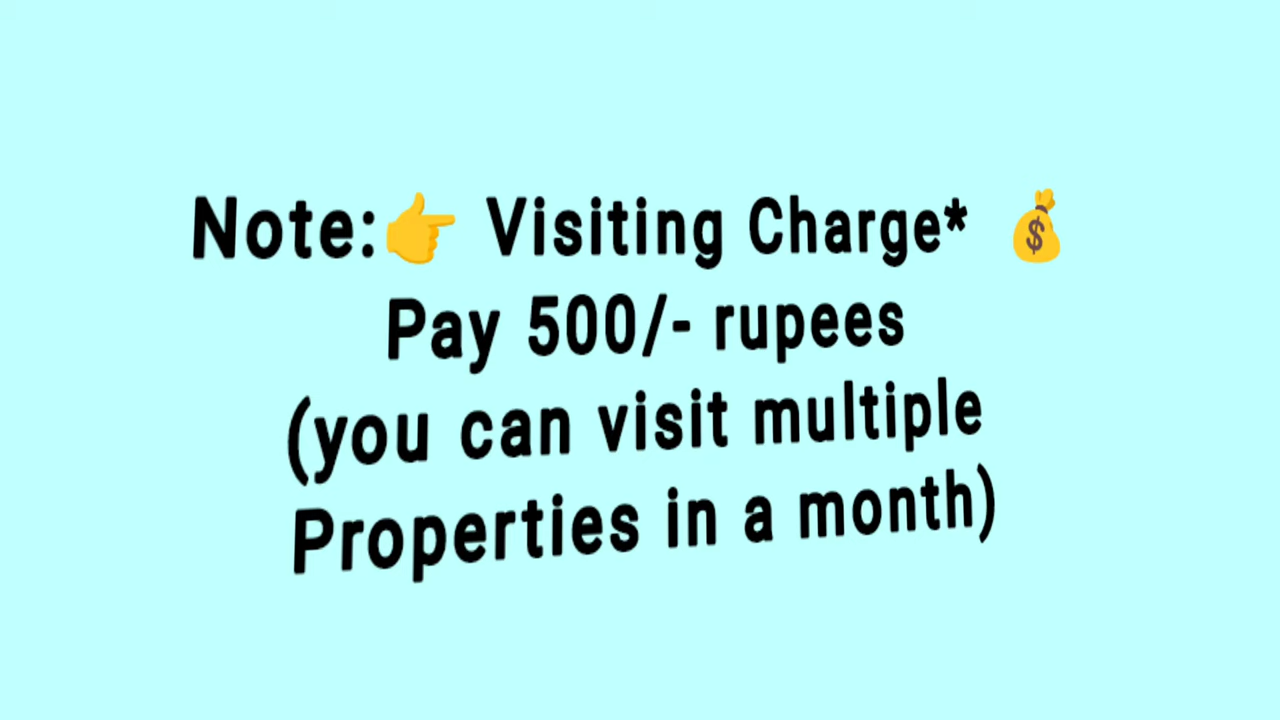 Note:👉 Visiting Charge* 💰
Pay 500/- rupees
(you can visit multiple
Properties in a month)